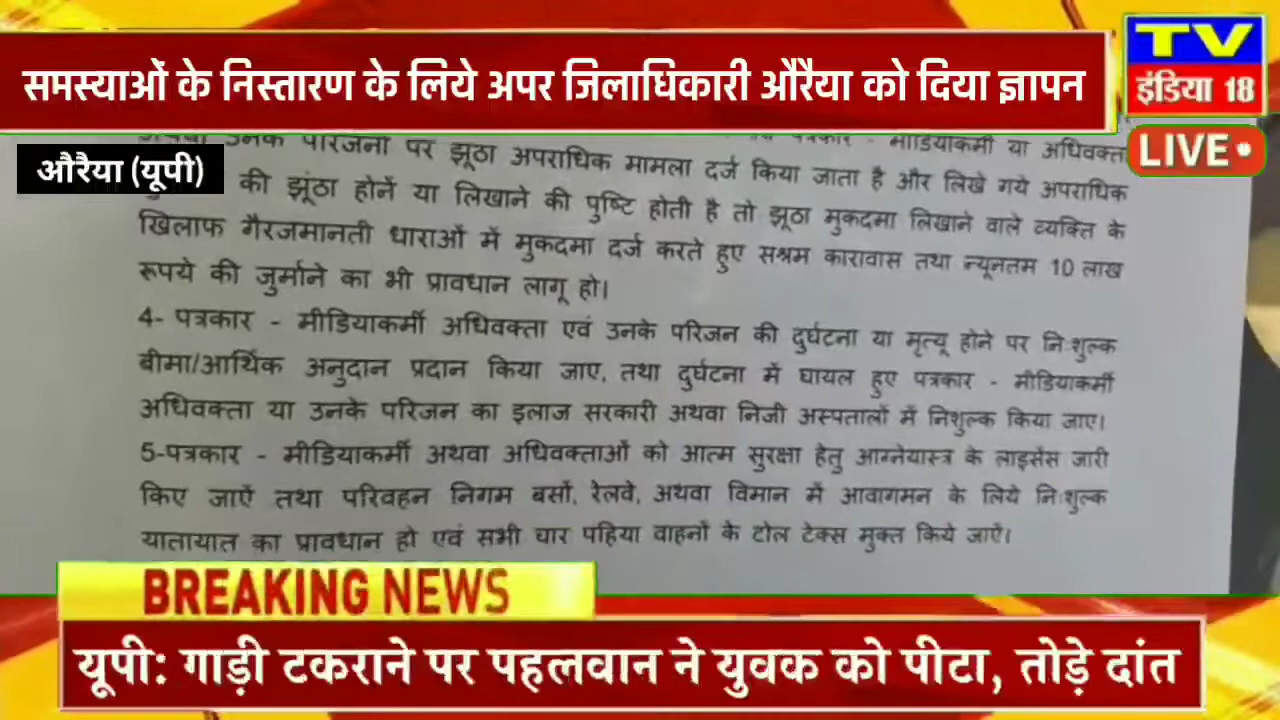 समस्याओं के निस्तारण के लिये अपर जिलाधिकारी औरैया को दिया ज्ञापन
TV
इंडिया 18
LIVE
औरैया (यूपी)
पत्रकार - मीडियाकर्मी या अधिवक्ता
उनके परिजनों पर झूठा अपराधिक मामला दर्ज किया जाता है और लिखे गये अपराधिक
की झूंठा होनें या लिखाने की पुष्टि होती है तो झूठा मुकदमा लिखाने वाले व्यक्ति के
खिलाफ गैरजमानती धाराओं में मुकदमा दर्ज करते हुए सश्रम कारावास तथा न्यूनतम 10 लाख
रूपये की जुर्माने का भी प्रावधान लागू हो।
4- पत्रकार - मीडियाकर्मी अधिवक्ता एवं उनके परिजन की दुर्घटना या मृत्यू होने पर निःशुल्क
बीमा/आर्थिक अनुदान प्रदान किया जाए, तथा दुर्घटना में घायल हुए पत्रकार - मीडियाकर्मी
अधिवक्ता या उनके परिजन का इलाज सरकारी अथवा निजी अस्पतालों में निशुल्क किया जाए।
5-पत्रकार - मीडियाकर्मी अथवा अधिवक्ताओं को आत्म सुरक्षा हेतु आग्नेयास्त्र के लाइसेंस जारी
किए जाऐं तथा परिवहन निगम बसों, रेलवे, अथवा विमान में आवागमन के लिये निःशुल्क
यातायात का प्रावधान हो एवं सभी चार पहिया वाहनों के टोल टेक्स मुक्त किये जाऐं।
BREAKING NEWS
यूपी: गाड़ी टकराने पर पहलवान ने युवक को पीटा, तोड़े दांत